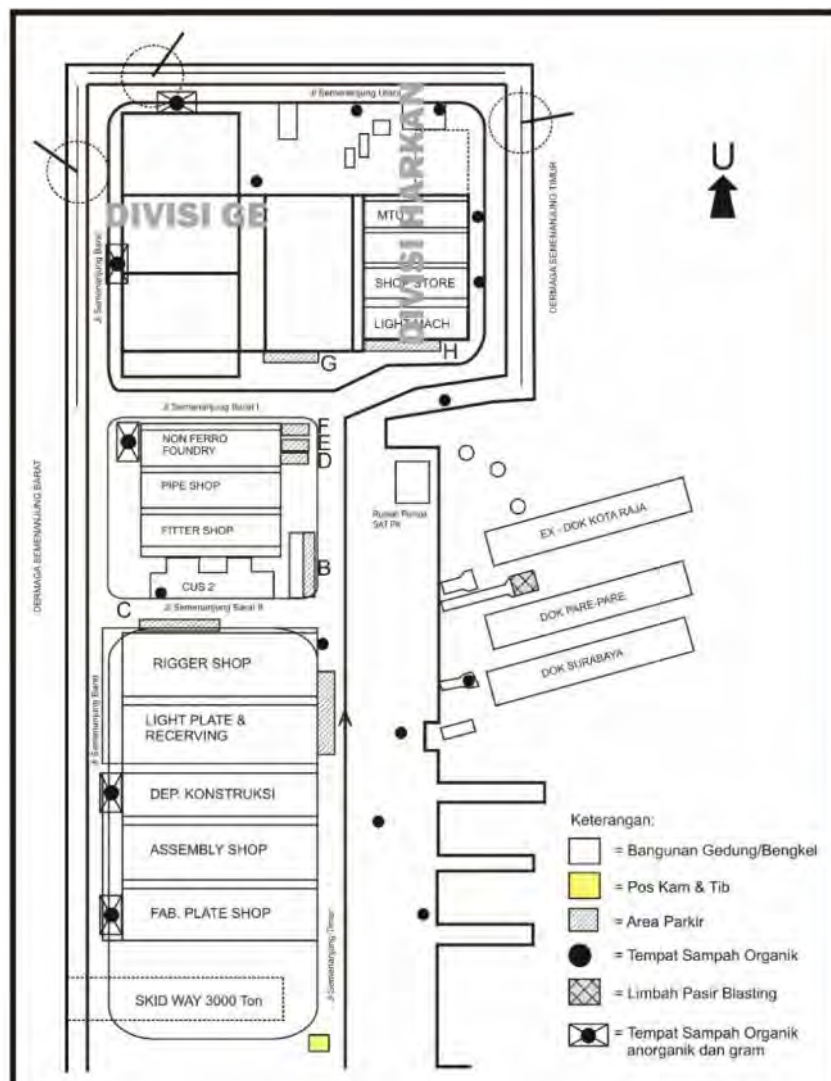 Jl Semenanjung Utara
U
DIVISI GE
DIVISI HARKAN
MTU
SHOP STORE
LIGHT MACH
G
H
Jl Semenanjung Barat
DERMAGA SEMENANJUNG TIMUR
Jl Semenanjung Barat I
NON FERRO
FOUNDRY
F
E
D
PIPE SHOP
FITTER SHOP
B
CUS 2
C
Jl Semenanjung Barat II
DERMAGA SEMENANJUNG BARAT
Rumah Pompa
SAT PK
EX - DOK KOTA RAJA
DOK PARE-PARE
DOK SURABAYA
RIGGER SHOP
LIGHT PLATE &
RECERVING
A
Jl Semenanjung Barat
DEP. KONSTRUKSI
ASSEMBLY SHOP
FAB. PLATE SHOP
SKID WAY 3000 Ton
Jl Semenanjung Timur
Keterangan:
= Bangunan Gedung/Bengkel
= Pos Kam & Tib
= Area Parkir
= Tempat Sampah Organik
= Limbah Pasir Blasting
= Tempat Sampah Organik
anorganik dan gram